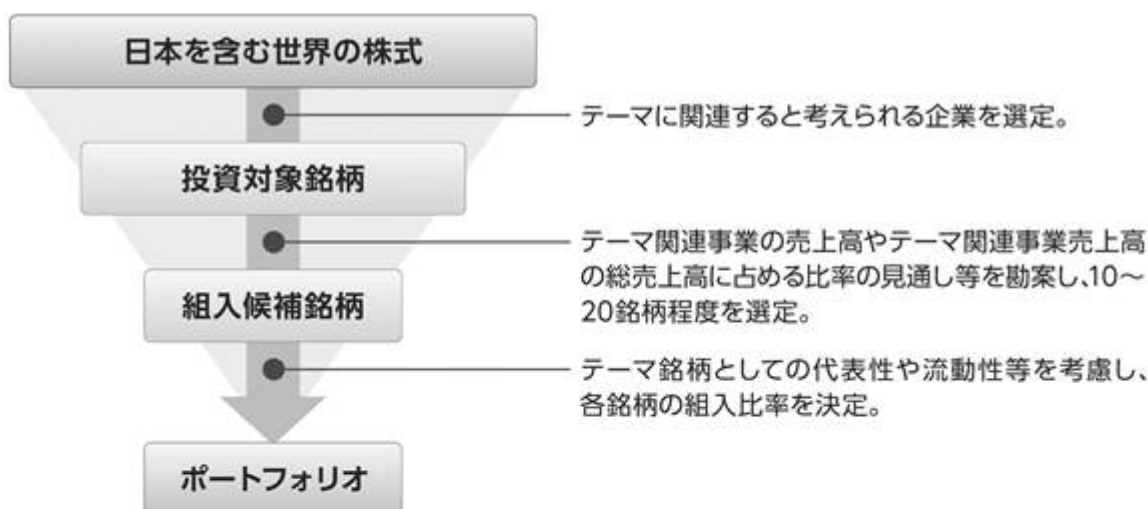 日本を含む世界の株式
テーマに関連すると考えられる企業を選定。
投資対象銘柄
テーマ関連事業の売上高やテーマ関連事業売上高
の総売上高に占める比率の見通し等を勘案し、10〜
20銘柄程度を選定。
組入候補銘柄
テーマ銘柄としての代表性や流動性等を考慮し、
各銘柄の組入比率を決定。
ポートフォリオ